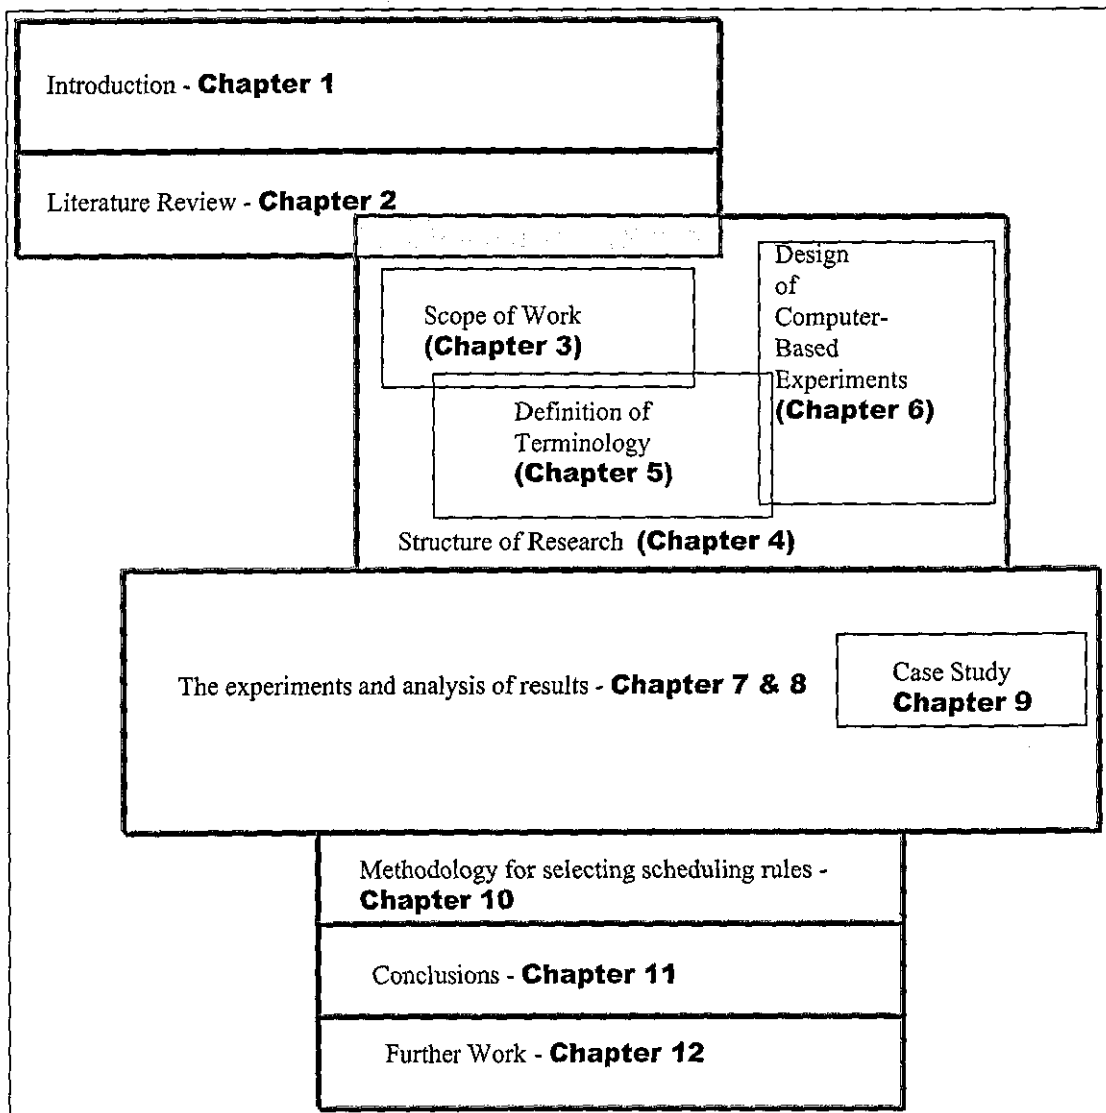 Introduction - Chapter 1
Literature Review - Chapter 2
Scope of Work
(Chapter 3)
Design
of
Computer-
Based
Experiments
(Chapter 6)
Definition of
Terminology
(Chapter 5)
Structure of Research (Chapter 4)
The experiments and analysis of results - Chapter 7 & 8
Case Study
Chapter 9
Methodology for selecting scheduling rules -
Chapter 10
Conclusions - Chapter 11
Further Work - Chapter 12